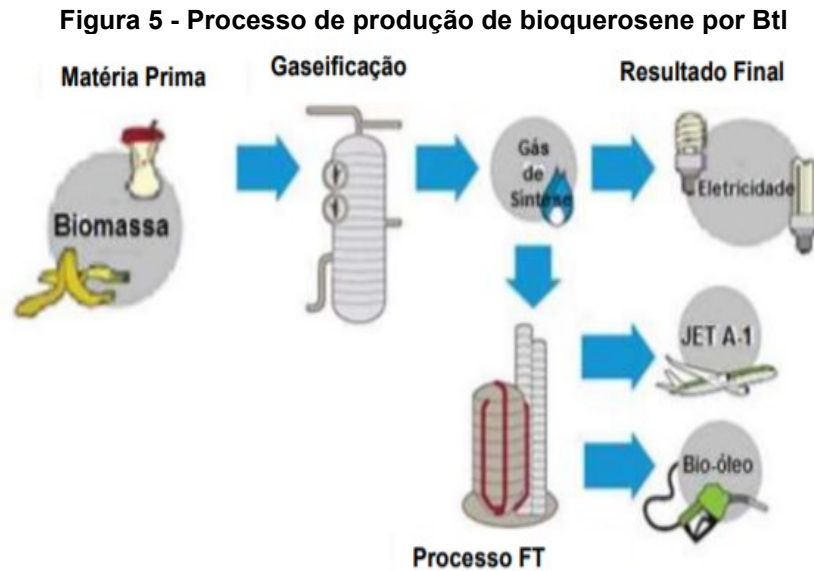 Figura 5 - Processo de produção de bioquerosene por Btl
Matéria Prima
Gaseificação
Resultado Final
Biomassa
Gás
de
Síntese
Eletricidade
JET A-1
Bio-óleo
Processo FT